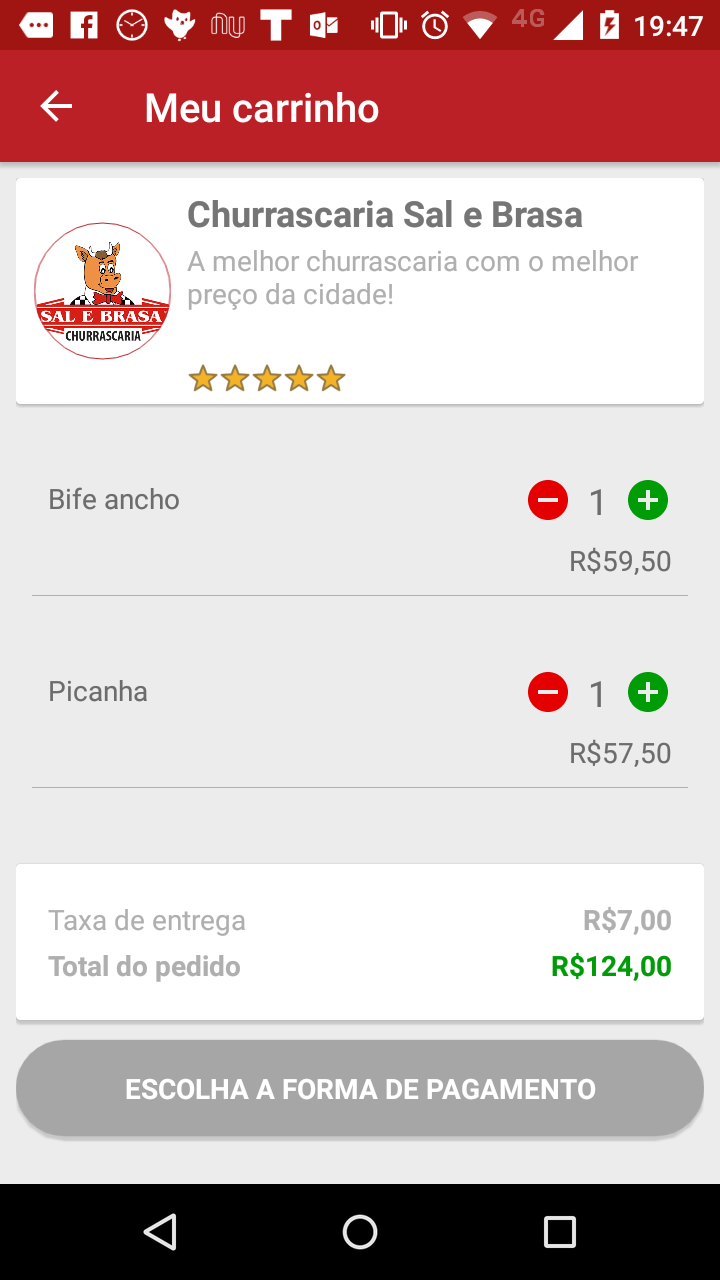 4G 19:47
Meu carrinho
Churrascaria Sal e Brasa
A melhor churrascaria com o melhor
preço da cidade!
SAL E BRASA
CHURRASCARIA
Bife ancho
1
R$59,50
Picanha
1
R$57,50
Taxa de entrega R$7,00
Total do pedido R$124,00
ESCOLHA A FORMA DE PAGAMENTO